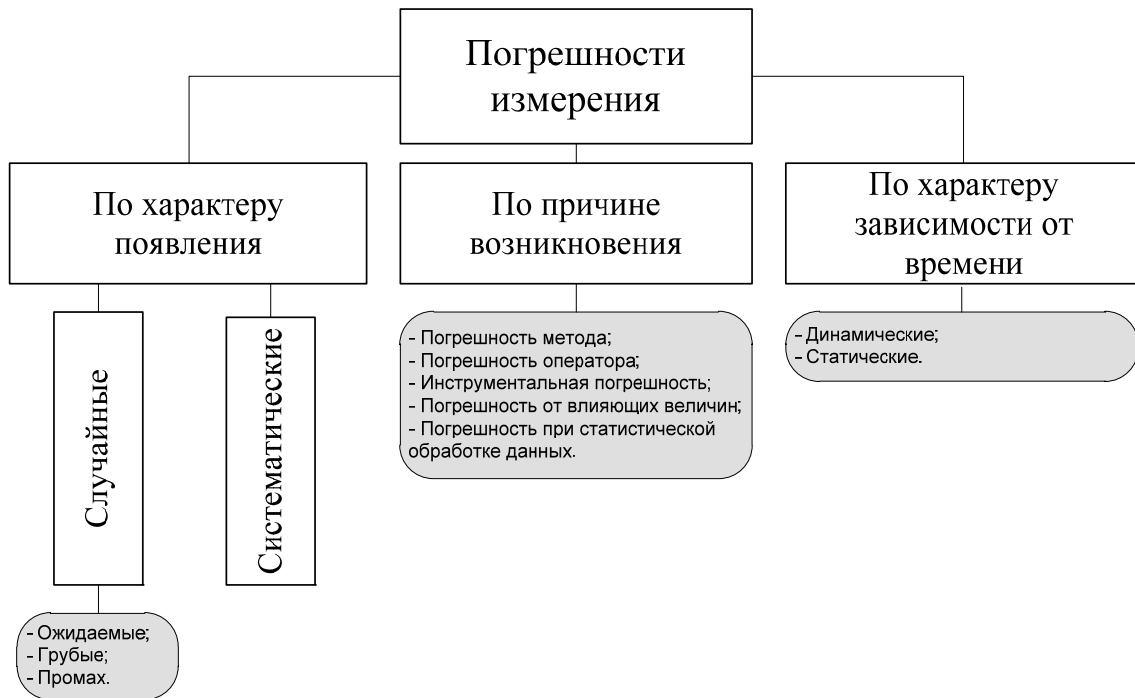 Погрешности
измерения
По характеру
появления
По причине
возникновения
По характеру
зависимости от
времени
Случайные
Систематические
- Погрешность метода;
- Погрешность оператора;
- Инструментальная погрешность;
- Погрешность от влияющих величин;
- Погрешность при статистической
обработке данных.
- Динамические;
- Статические.
- Ожидаемые;
- Грубые;
- Промах.